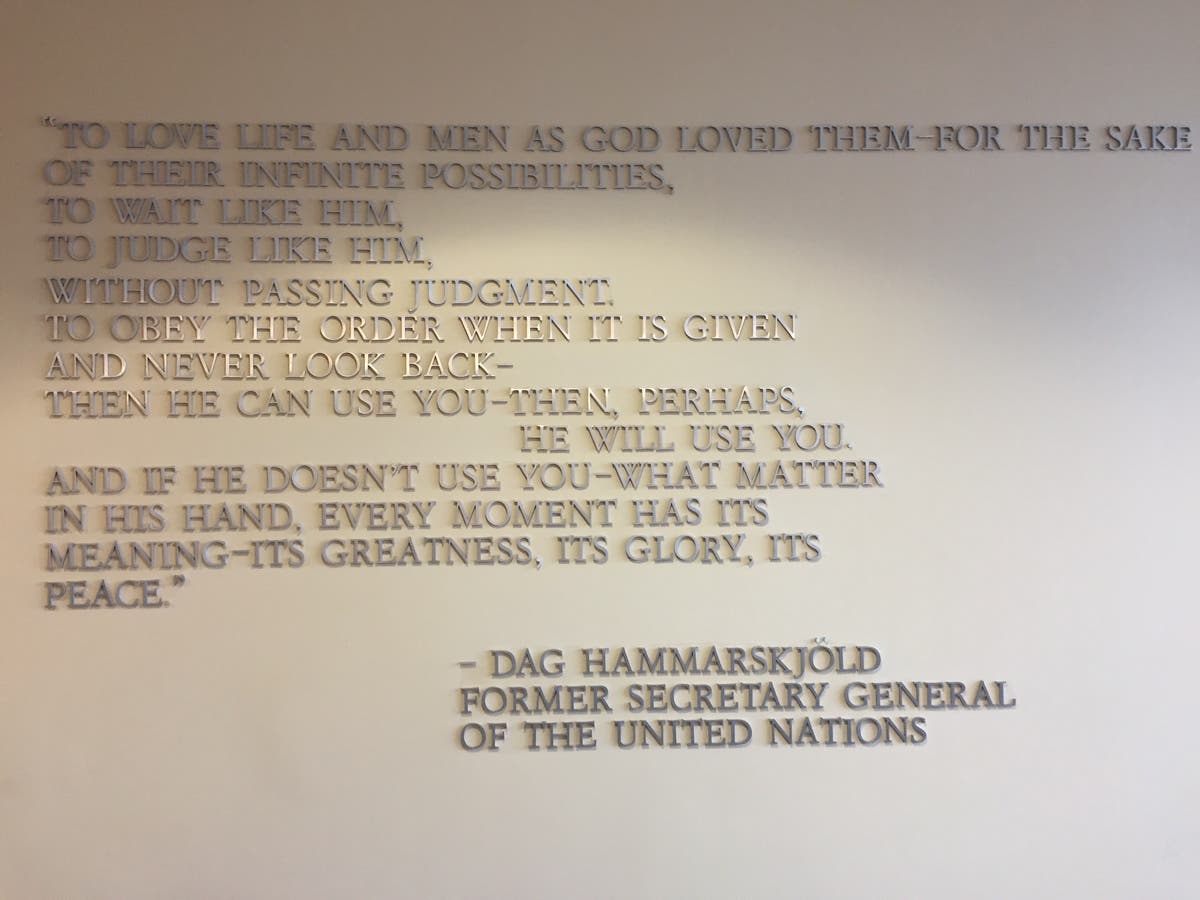 “TO LOVE LIFE AND MEN AS GOD LOVED THEM–FOR THE SAKE
OF THEIR INFINITE POSSIBILITIES,
TO WAIT LIKE HIM,
TO JUDGE LIKE HIM,
WITHOUT PASSING JUDGMENT.
TO OBEY THE ORDER WHEN IT IS GIVEN
AND NEVER LOOK BACK–
THEN HE CAN USE YOU–THEN, PERHAPS,
HE WILL USE YOU.
AND IF HE DOESN’T USE YOU–WHAT MATTER
IN HIS HAND, EVERY MOMENT HAS ITS
MEANING–ITS GREATNESS, ITS GLORY, ITS
PEACE.”
– DAG HAMMARSKJÖLD
FORMER SECRETARY GENERAL
OF THE UNITED NATIONS